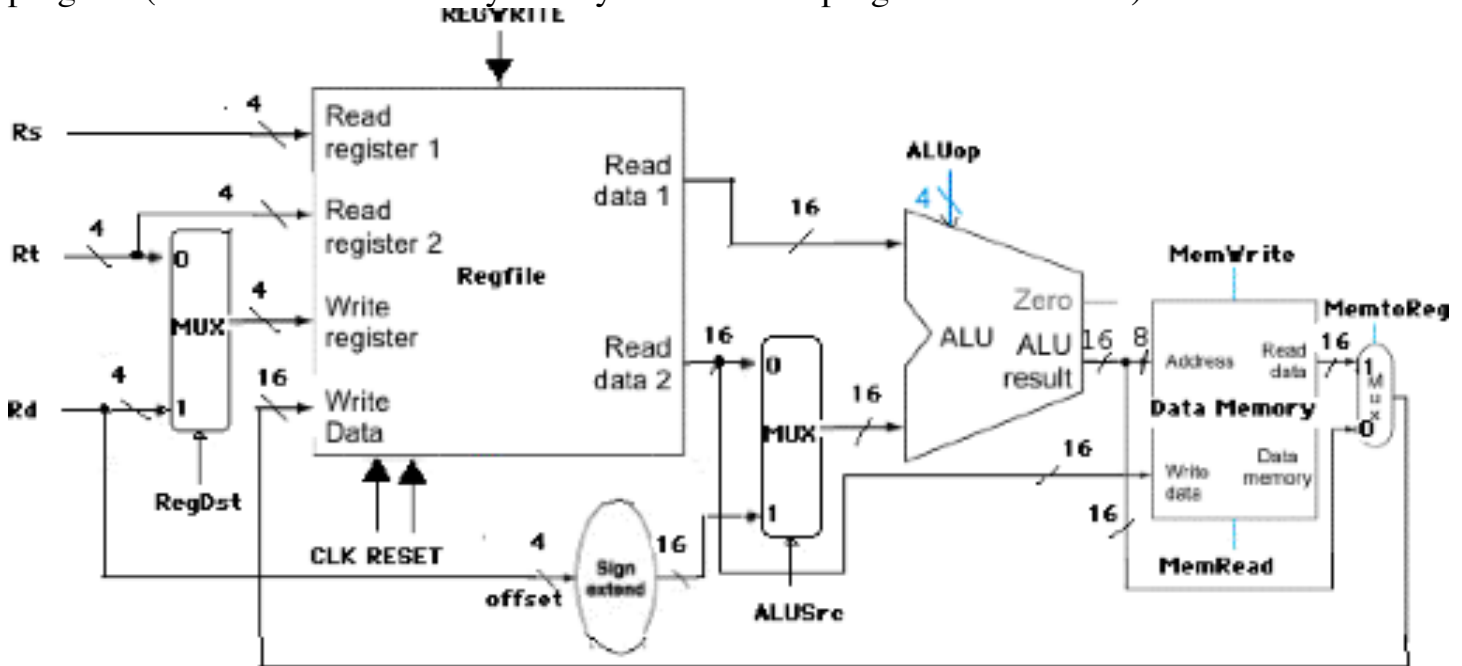 REGWRITE
4
Rs
Read
register 1
4
Read
register 2
4
Rt
0
MUX
1
4
Write
register
4
Rd
16
Write
Data
Regfile
Read
data 1
Read
data 2
RegDst
CLK RESET
4
offset
Sign
extend
16
16
16
0
MUX
1
16
ALUSrc
ALUop
4
Zero
ALU
ALU
result
16
8
MemWrite
Address
Read
data
Data Memory
Write
data
Data
memory
16
16
MemRead
MemtoReg
16
1
Mux
0